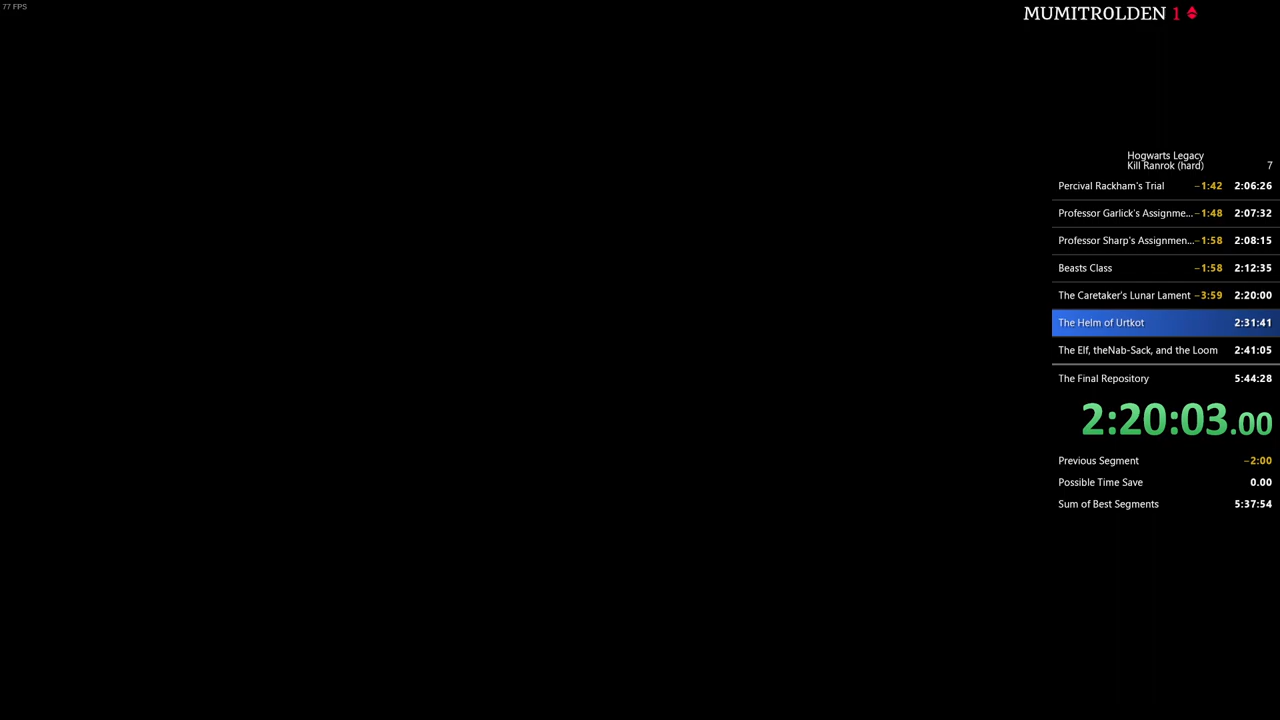 77 FPS
MUMITROLDEN 1
Hogwarts Legacy
Kill Ranrok (hard) 7
Percival Rackham's Trial −1:42 2:06:26
Professor Garlick's Assignme... −1:48 2:07:32
Professor Sharp's Assignmen... −1:58 2:08:15
Beasts Class −1:58 2:12:35
The Caretaker's Lunar Lament −3:59 2:20:00
The Helm of Urtkot 2:31:41
The Elf, theNab-Sack, and the Loom 2:41:05
The Final Repository 5:44:28
2:20:03.00
Previous Segment −2:00
Possible Time Save 0.00
Sum of Best Segments 5:37:54